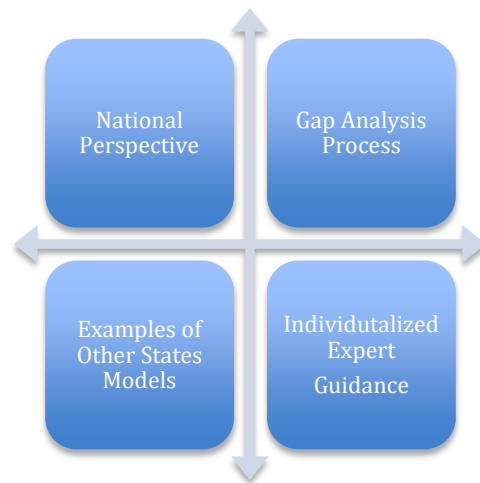 National
Perspective
Gap Analysis
Process
Examples of
Other States
Models
Individutalized
Expert
Guidance